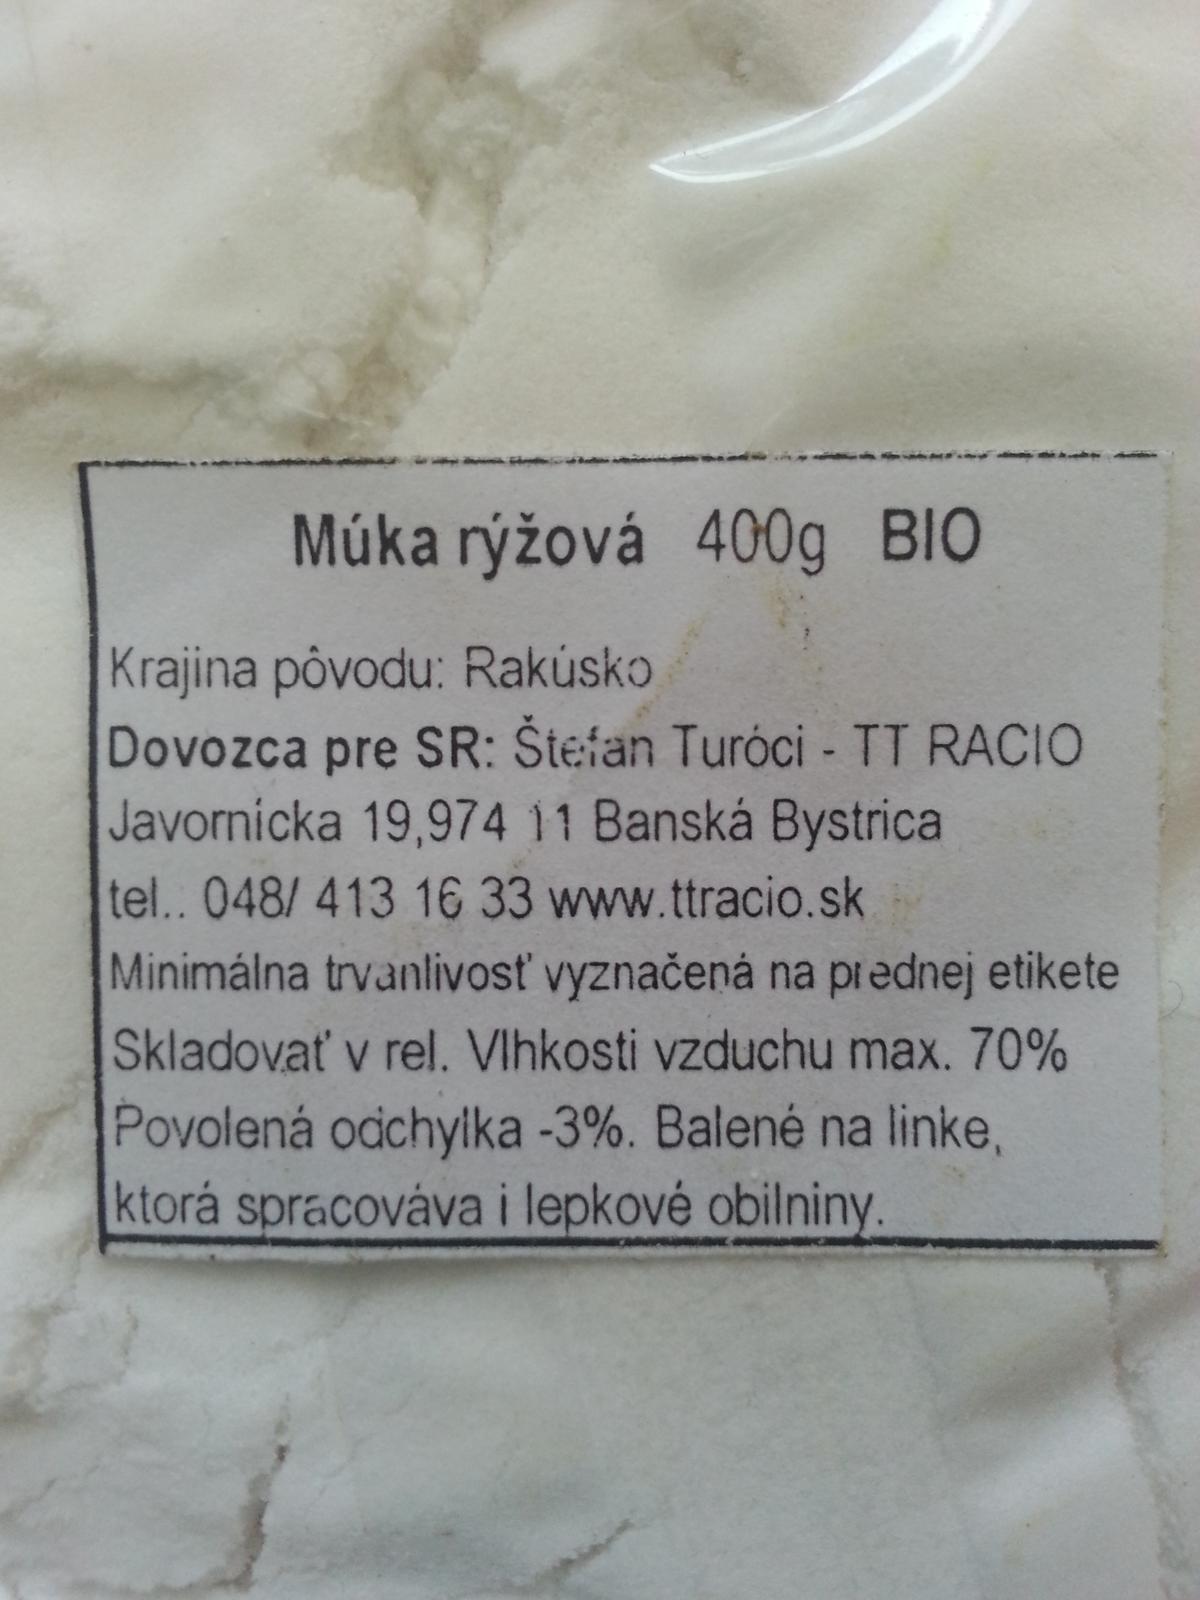 Múka rýžová 400g BIO
Krajina pôvodu: Rakúsko
Dovozca pre SR: Štefan Turóci - TT RACIO
Javornícka 19,974 11 Banská Bystrica
tel.. 048/ 413 16 33 www.ttracio.sk
Minimálna trvanlivosť vyznačená na prednej etikete
Skladovať v rel. Vlhkosti vzduchu max. 70%
Povolená odchylka -3%. Balené na linke,
ktorá spracováva i lepkové obilniny.